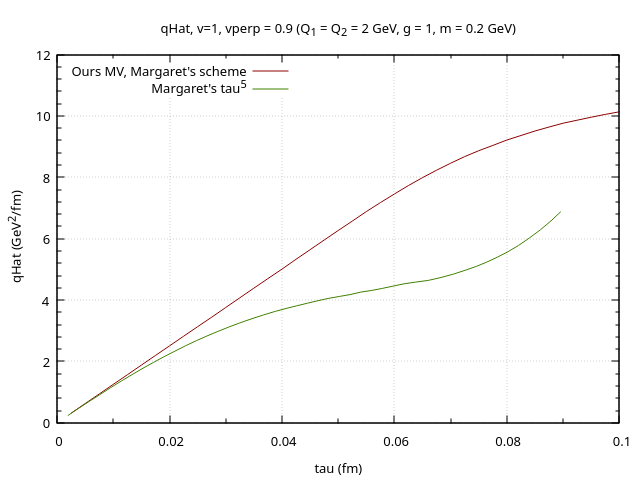 qHat, v=1, vperp = 0.9 (Q₁ = Q₂ = 2 GeV, g = 1, m = 0.2 GeV)
12
10
8
6
4
2
0
qHat (GeV²/fm)
Ours MV, Margaret's scheme
Margaret's tau⁵
0 0.02 0.04 0.06 0.08 0.1
tau (fm)